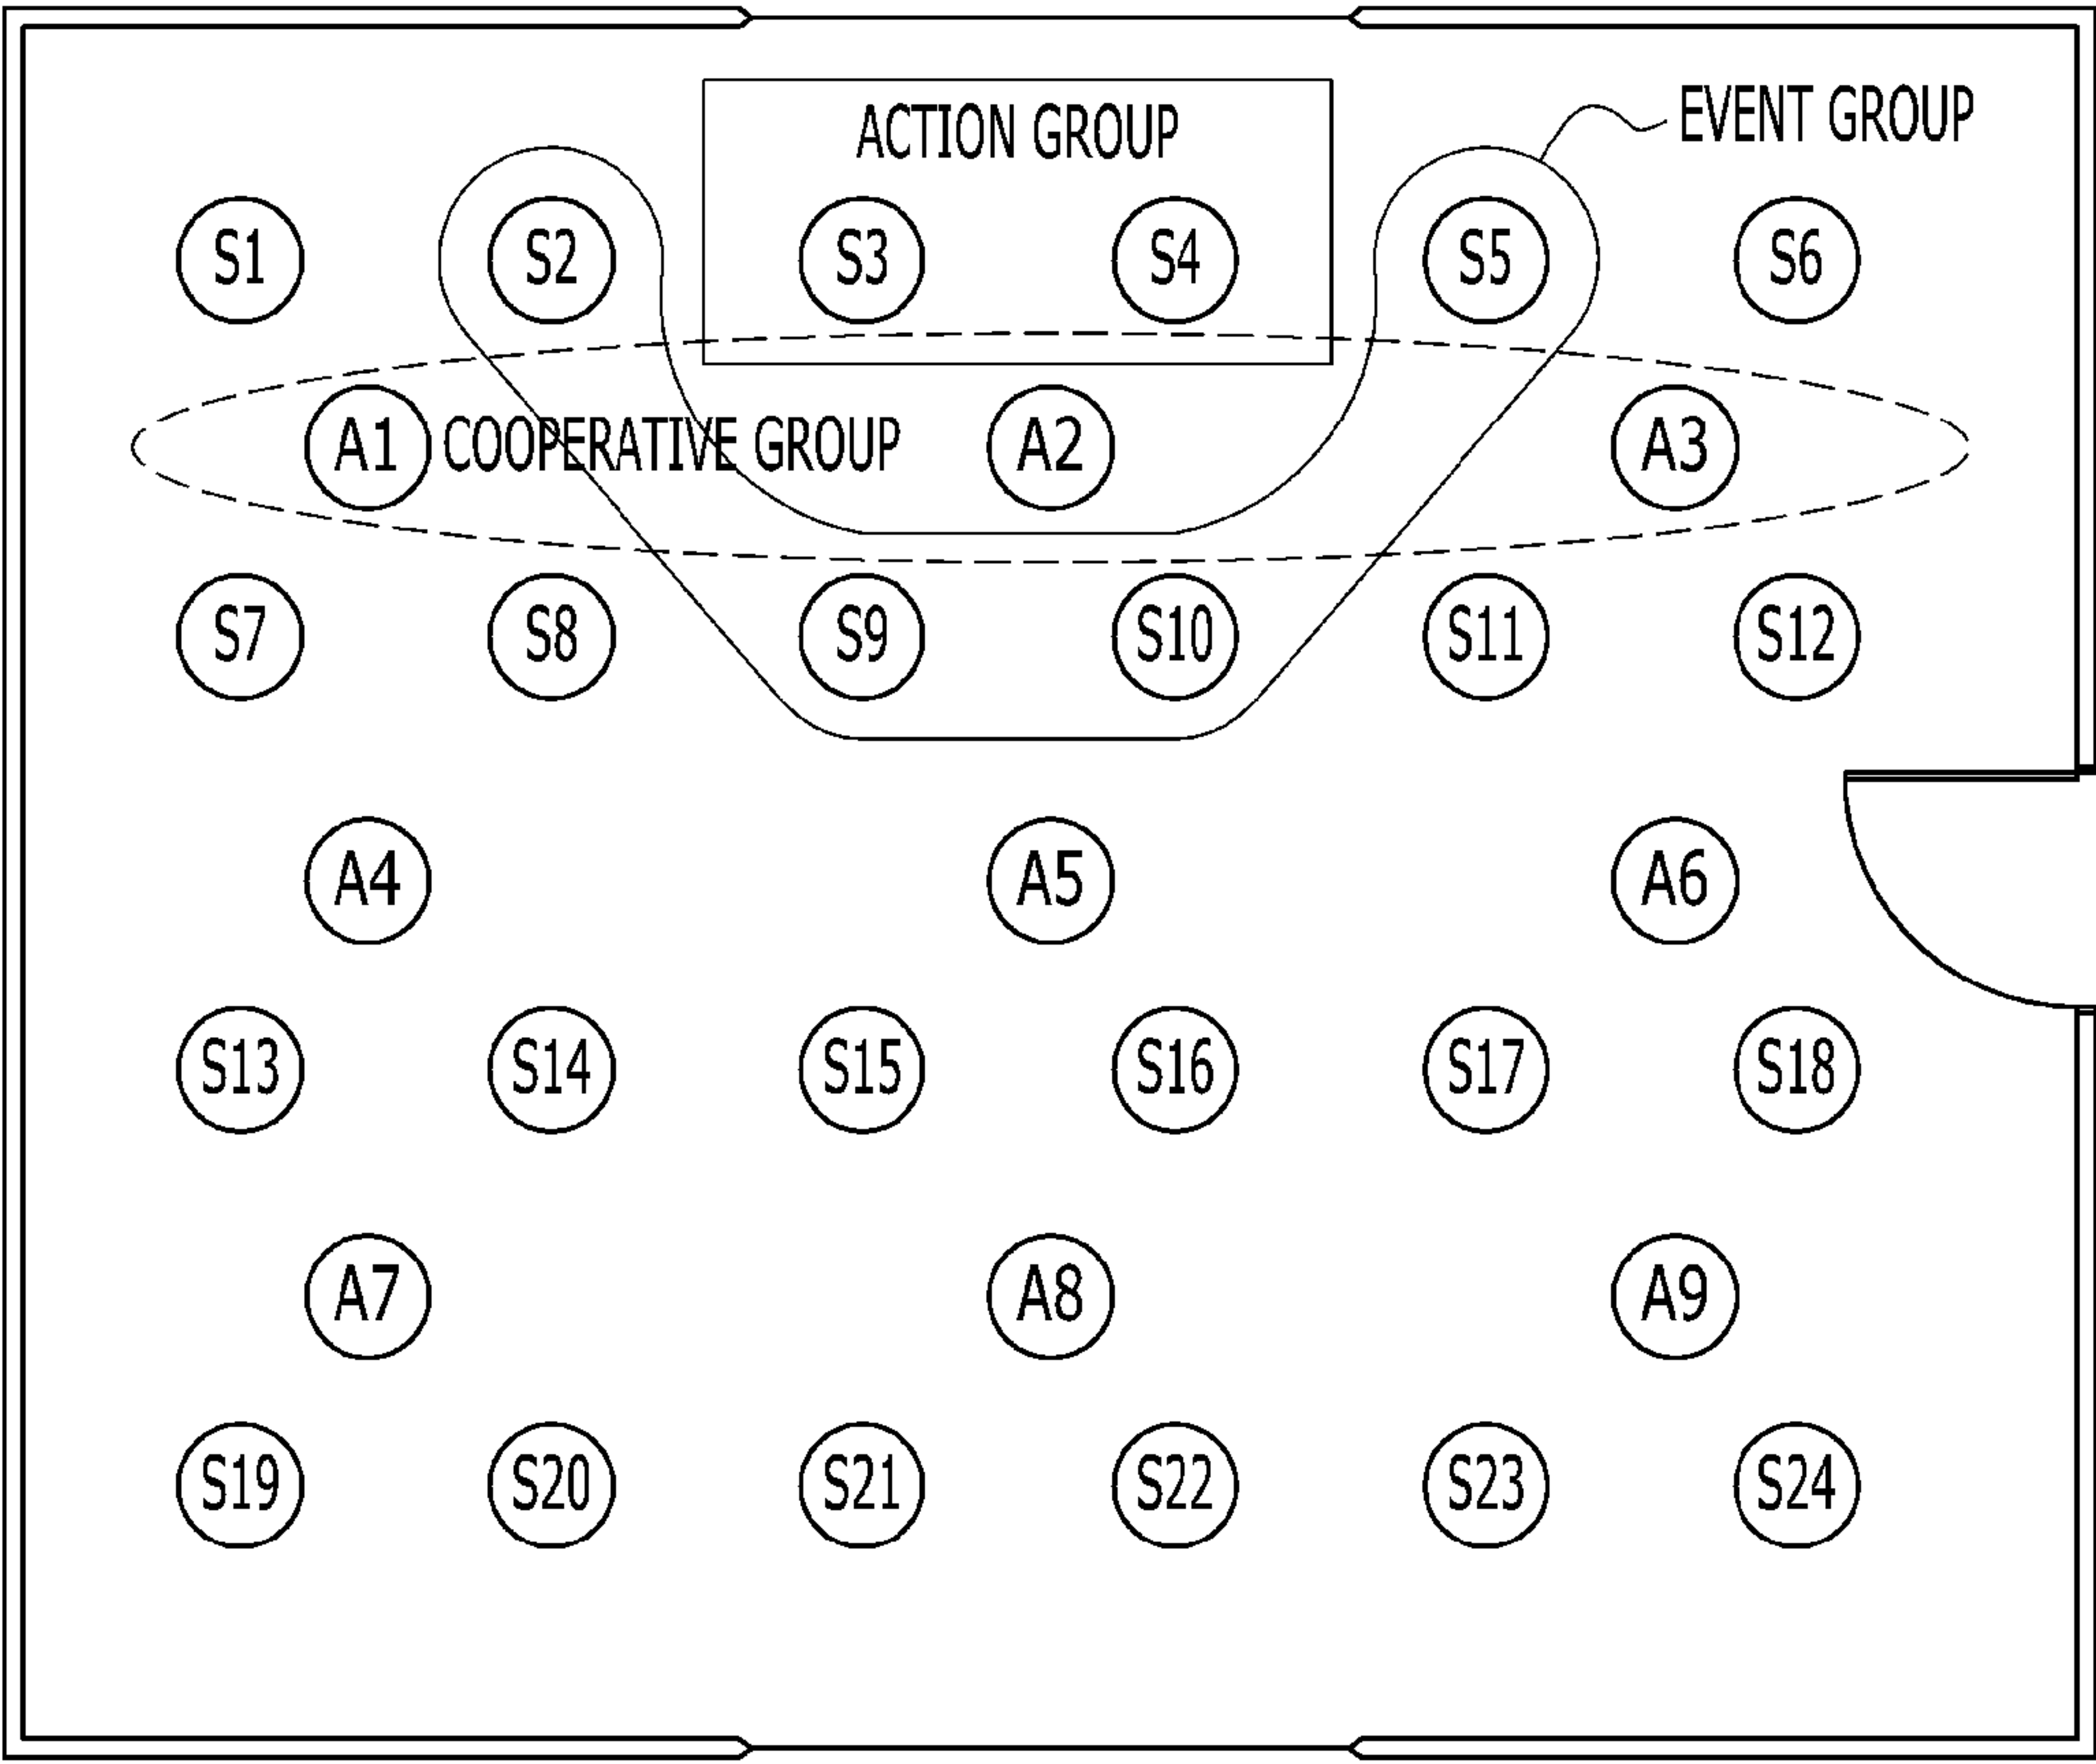 ACTION GROUP
EVENT GROUP
S1 S2 S3 S4 S5 S6
A1 COOPERATIVE GROUP A2 A3
S7 S8 S9 S10 S11 S12
A4 A5 A6
S13 S14 S15 S16 S17 S18
A7 A8 A9
S19 S20 S21 S22 S23 S24